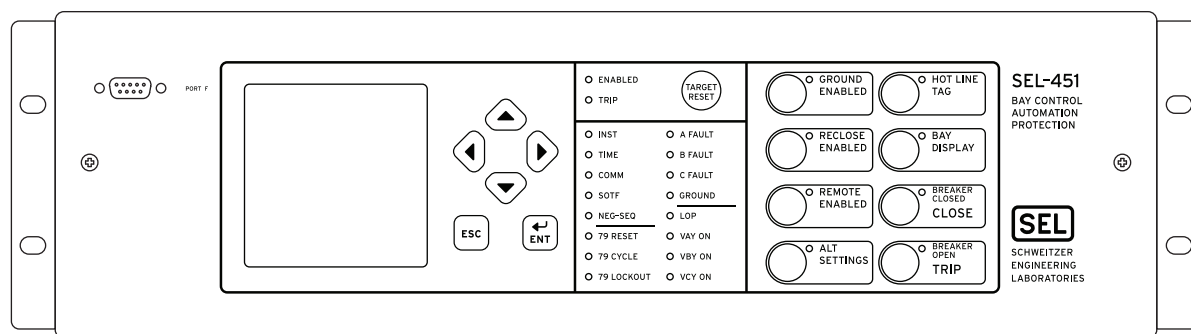 PORT F
ESC
ENT
ENABLED
TRIP
TARGET
RESET
INST
TIME
COMM
SOTF
NEG-SEQ
79 RESET
79 CYCLE
79 LOCKOUT
A FAULT
B FAULT
C FAULT
GROUND
LOP
VAY ON
VBY ON
VCY ON
GROUND
ENABLED
HOT LINE
TAG
RECLOSE
ENABLED
BAY
DISPLAY
REMOTE
ENABLED
BREAKER
CLOSED
CLOSE
ALT
SETTINGS
BREAKER
OPEN
TRIP
SEL-451
BAY CONTROL
AUTOMATION
PROTECTION
SEL
SCHWEITZER
ENGINEERING
LABORATORIES